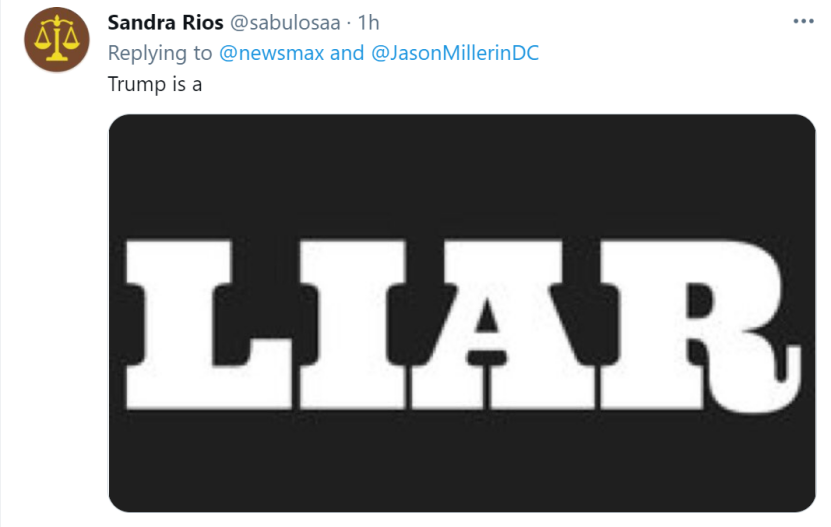 Sandra Rios @sabulosaa · 1h
Replying to @newsmax and @JasonMillerinDC
Trump is a
LIAR